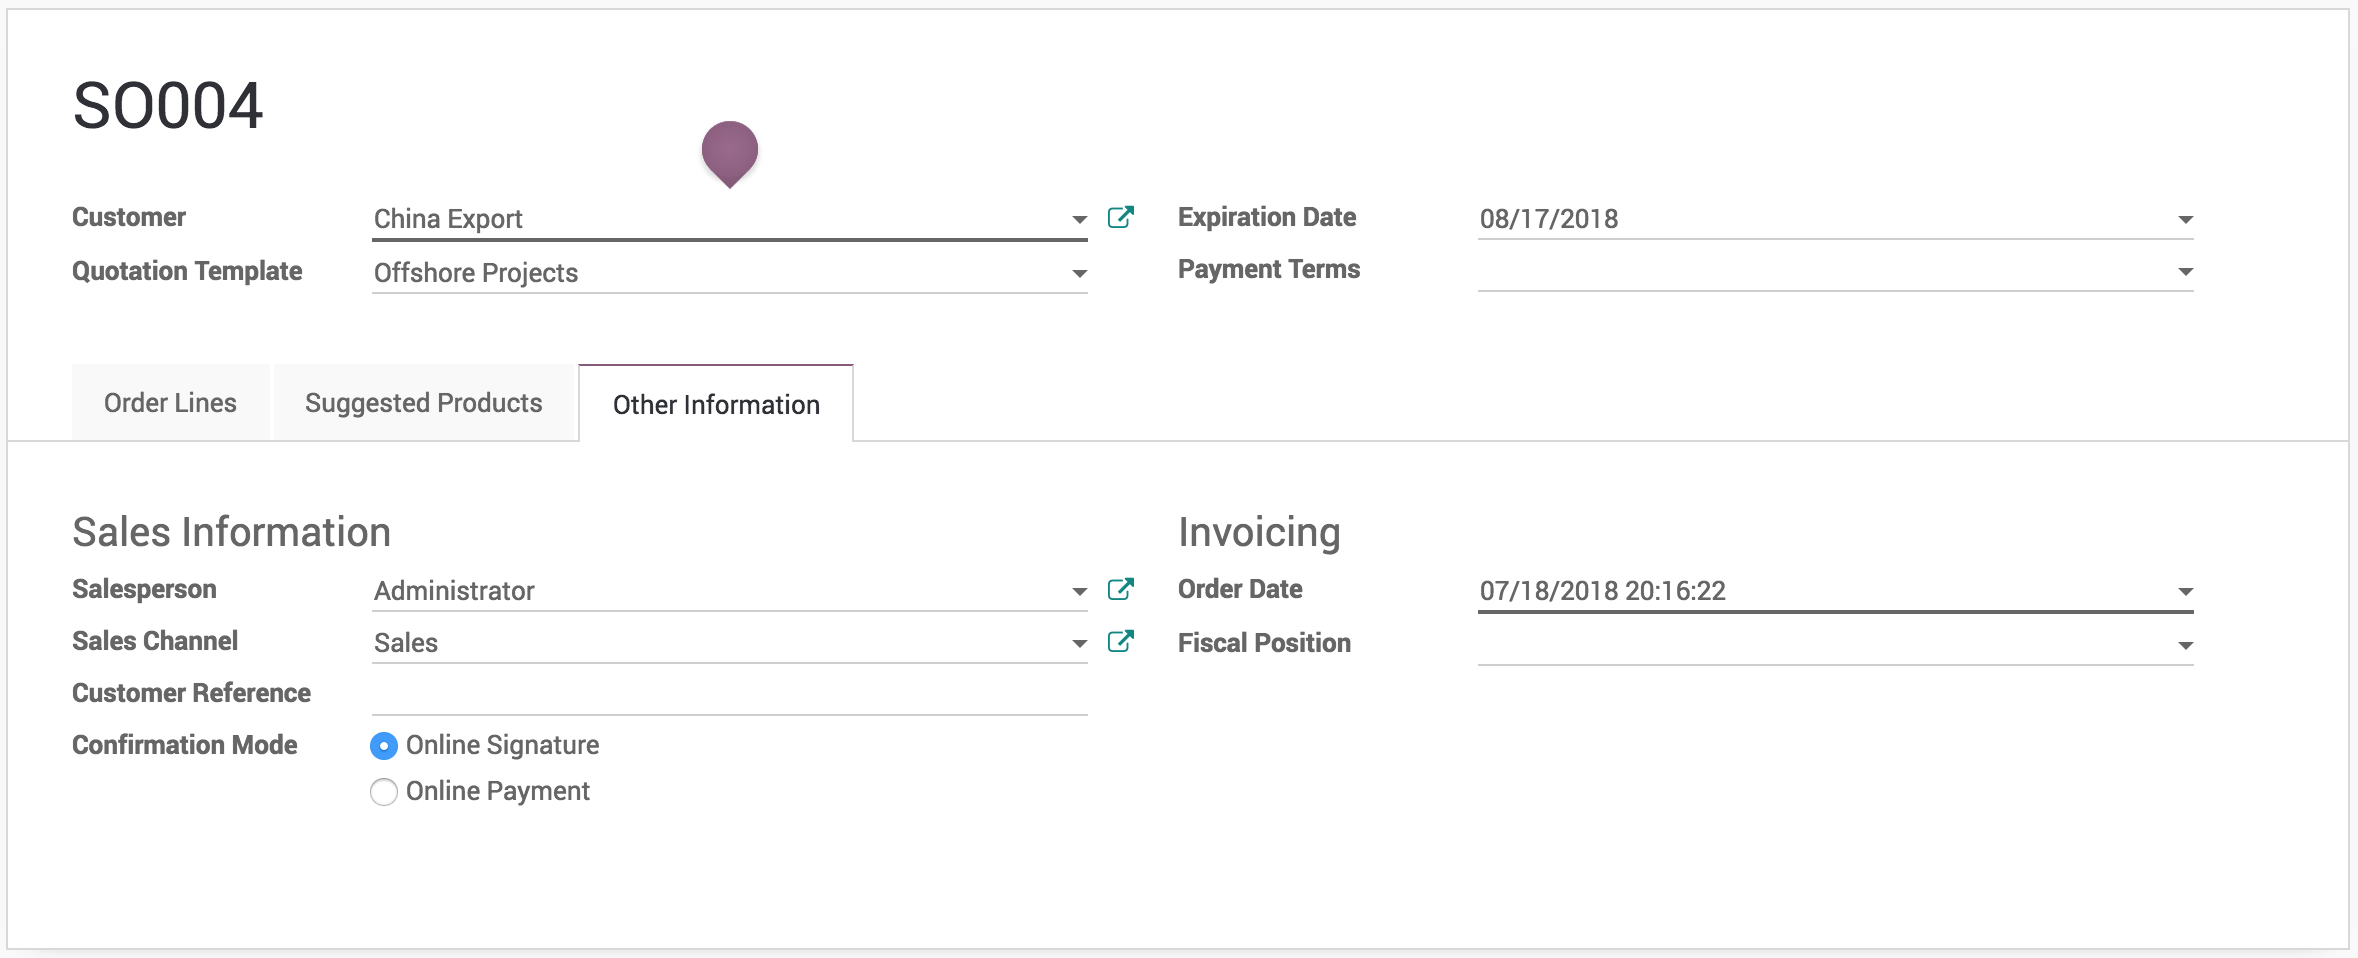 SO004
Customer
China Export
Expiration Date
08/17/2018
Quotation Template
Offshore Projects
Payment Terms
Order Lines
Suggested Products
Other Information
Sales Information
Invoicing
Salesperson
Administrator
Order Date
07/18/2018 20:16:22
Sales Channel
Sales
Fiscal Position
Customer Reference
Confirmation Mode
Online Signature
Online Payment